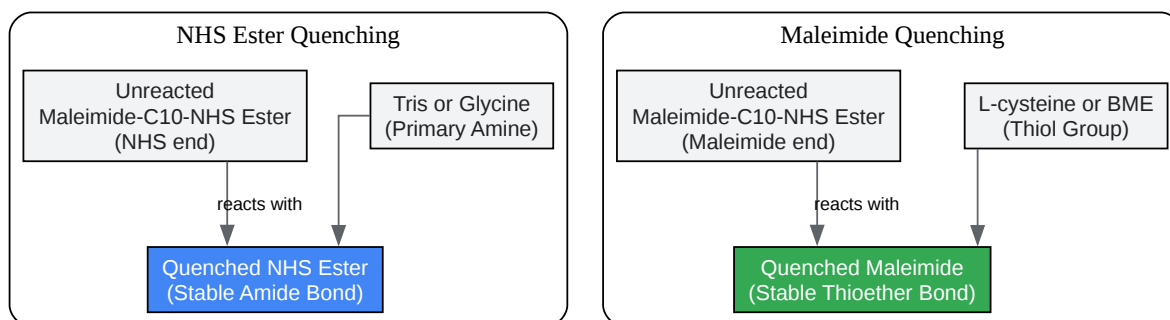 NHS Ester Quenching
Unreacted
Maleimide-C10-NHS Ester
(NHS end)
Tris or Glycine
(Primary Amine)
reacts with
Quenched NHS Ester
(Stable Amide Bond)
Maleimide Quenching
Unreacted
Maleimide-C10-NHS Ester
(Maleimide end)
L-cysteine or BME
(Thiol Group)
reacts with
Quenched Maleimide
(Stable Thioether Bond)